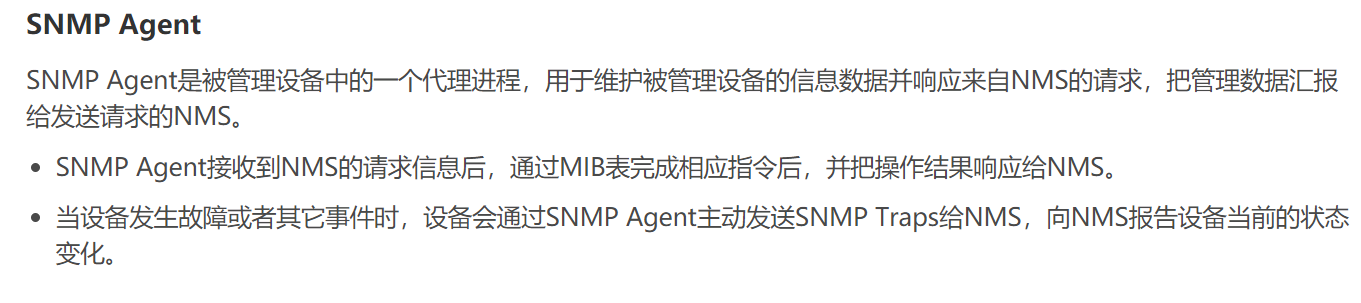 SNMP Agent
SNMP Agent是被管理设备中的一个代理进程，用于维护被管理设备的信息数据并响应来自NMS的请求，把管理数据汇报
给发送请求的NMS。
• SNMP Agent接收到NMS的请求信息后，通过MIB表完成相应指令后，并把操作结果响应给NMS。
• 当设备发生故障或者其它事件时，设备会通过SNMP Agent主动发送SNMP Traps给NMS，向NMS报告设备当前的状态
变化。